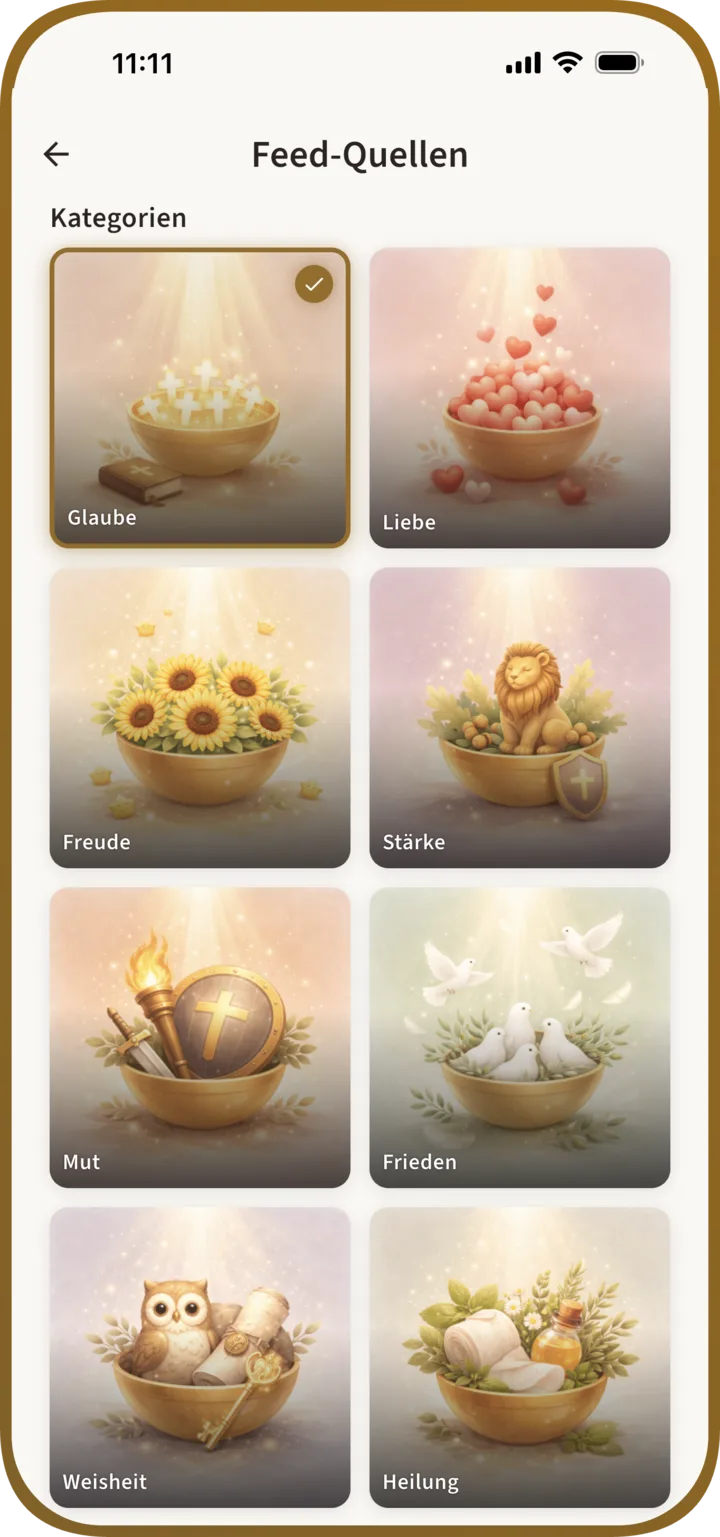 11:11
Feed-Quellen
Kategorien
Glaube
Liebe
Freude
Stärke
Mut
Frieden
Weisheit
Heilung